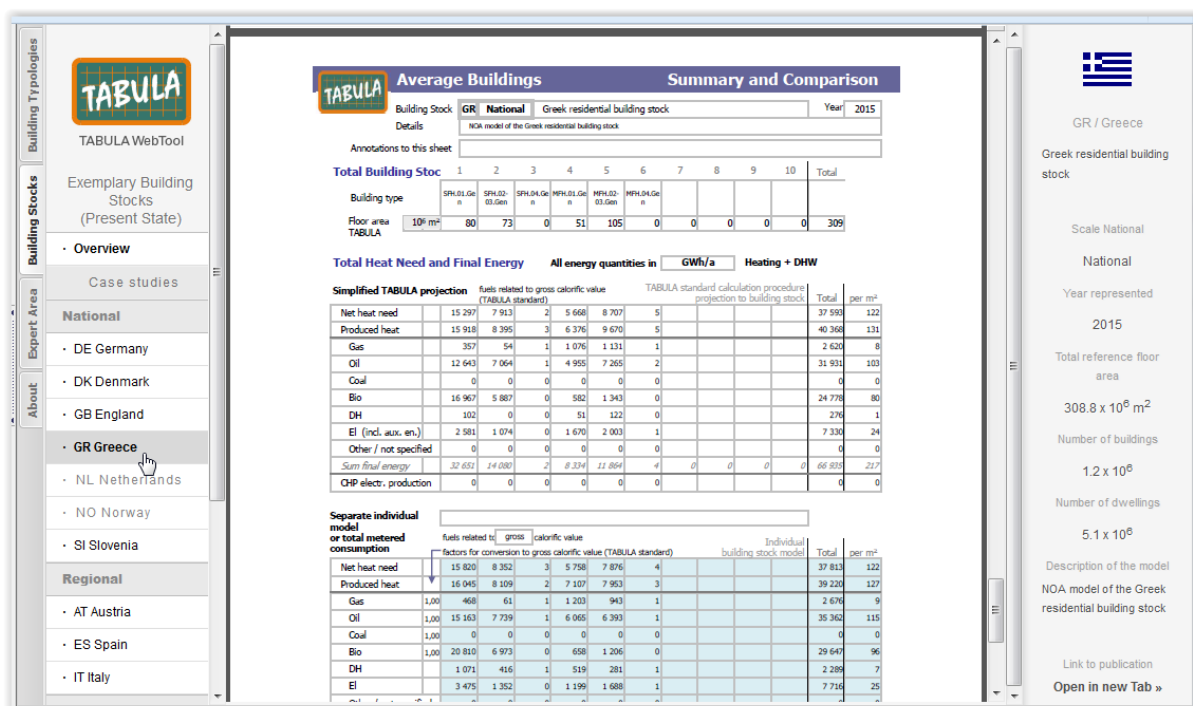 Building Typologies
Building Stocks
Expert Area
About
TABULA
TABULA WebTool
Exemplary Building
Stocks
(Present State)
· Overview
Case studies
National
· DE Germany
· DK Denmark
· GB England
· GR Greece
· NL Netherlands
· NO Norway
· SI Slovenia
Regional
· AT Austria
· ES Spain
· IT Italy
TABULA
Average Buildings Summary and Comparison
Building Stock GR National Greek residential building stock Year 2015
Details NOA model of the Greek residential building stock
Annotations to this sheet
Total Building Stoc 1 2 3 4 5 6 7 8 9 10 Total
Building type SFH.01.Ge n SFH.02- 03.Gen SFH.04.Ge n MFH.01.Ge n MFH.02- 03.Gen MFH.04.Ge n
Floor area TABULA 10⁶ m² 80 73 0 51 105 0 0 0 0 0 309
Total Heat Need and Final Energy All energy quantities in GWh/a Heating + DHW
Simplified TABULA projection fuels related to gross calorific value (TABULA standard) TABULA standard calculation procedure projection to building stock Total per m²
Net heat need 15 297 7 913 2 5 668 8 707 5 37 593 122
Produced heat 15 918 8 395 3 6 376 9 670 5 40 368 131
Gas 357 54 1 1 076 1 131 1 2 620 8
Oil 12 643 7 064 1 4 955 7 265 2 31 931 103
Coal 0 0 0 0 0 0 0 0
Bio 16 967 5 887 0 582 1 343 0 24 778 80
DH 102 0 0 51 122 0 276 1
El (incl. aux. en.) 2 581 1 074 0 1 670 2 003 1 7 330 24
Other / not specified 0 0 0 0 0 0 0 0
Sum final energy 32 651 14 080 2 8 334 11 864 4 0 0 0 0 66 935 217
CHP electr. production 0 0 0 0 0 0 0 0
Separate individual
model
or total metered
consumption
fuels related to gross calorific value
factors for conversion to gross calorific value (TABULA standard) Individual building stock model Total per m²
Net heat need 15 820 8 352 3 5 758 7 876 4 37 813 122
Produced heat 16 045 8 109 2 7 107 7 953 3 39 220 127
Gas 1,00 468 61 1 1 203 943 1 2 676 9
Oil 1,00 15 163 7 739 1 6 065 6 393 1 35 362 115
Coal 1,00 0 0 0 0 0 0 0 0
Bio 1,00 20 810 6 973 0 658 1 206 0 29 647 96
DH 1 071 416 1 519 281 1 2 289 7
El 3 475 1 352 0 1 199 1 688 1 7 716 25
GR / Greece
Greek residential building
stock
Scale National
National
Year represented
2015
Total reference floor
area
308.8 x 10⁶ m²
Number of buildings
1.2 x 10⁶
Number of dwellings
5.1 x 10⁶
Description of the model
NOA model of the Greek
residential building stock
Link to publication
Open in new Tab »